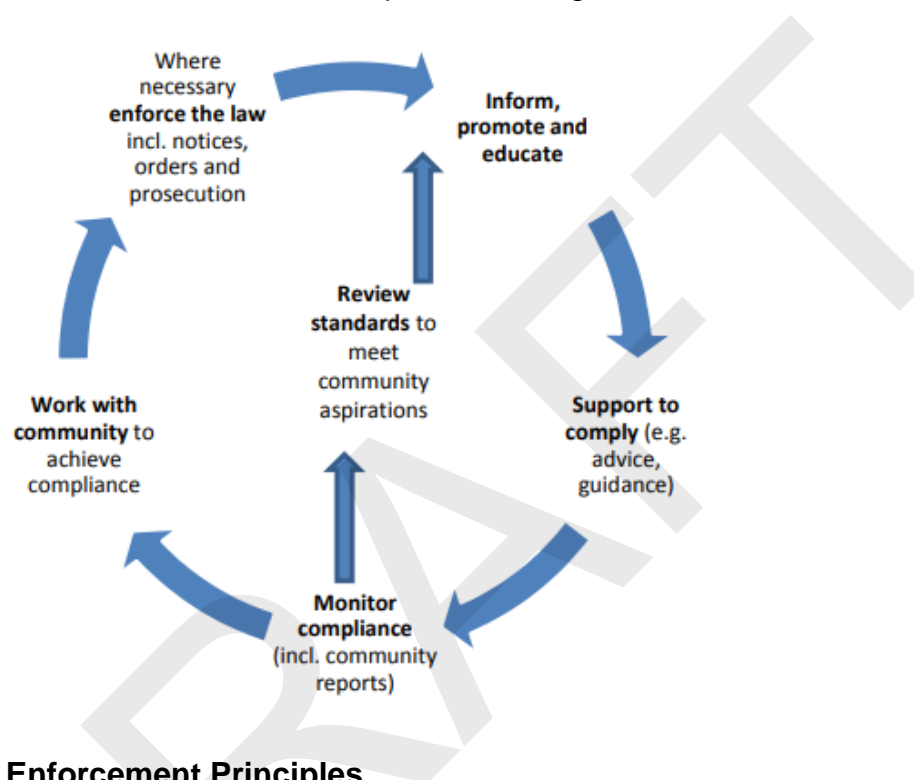 Where
necessary
enforce the law
incl. notices,
orders and
prosecution
Inform,
promote and
educate
Review
standards to
meet
community
aspirations
Work with
community to
achieve
compliance
Support to
comply (e.g.
advice,
guidance)
Monitor
compliance
(incl. community
reports)
Enforcement Principles
DRAFT